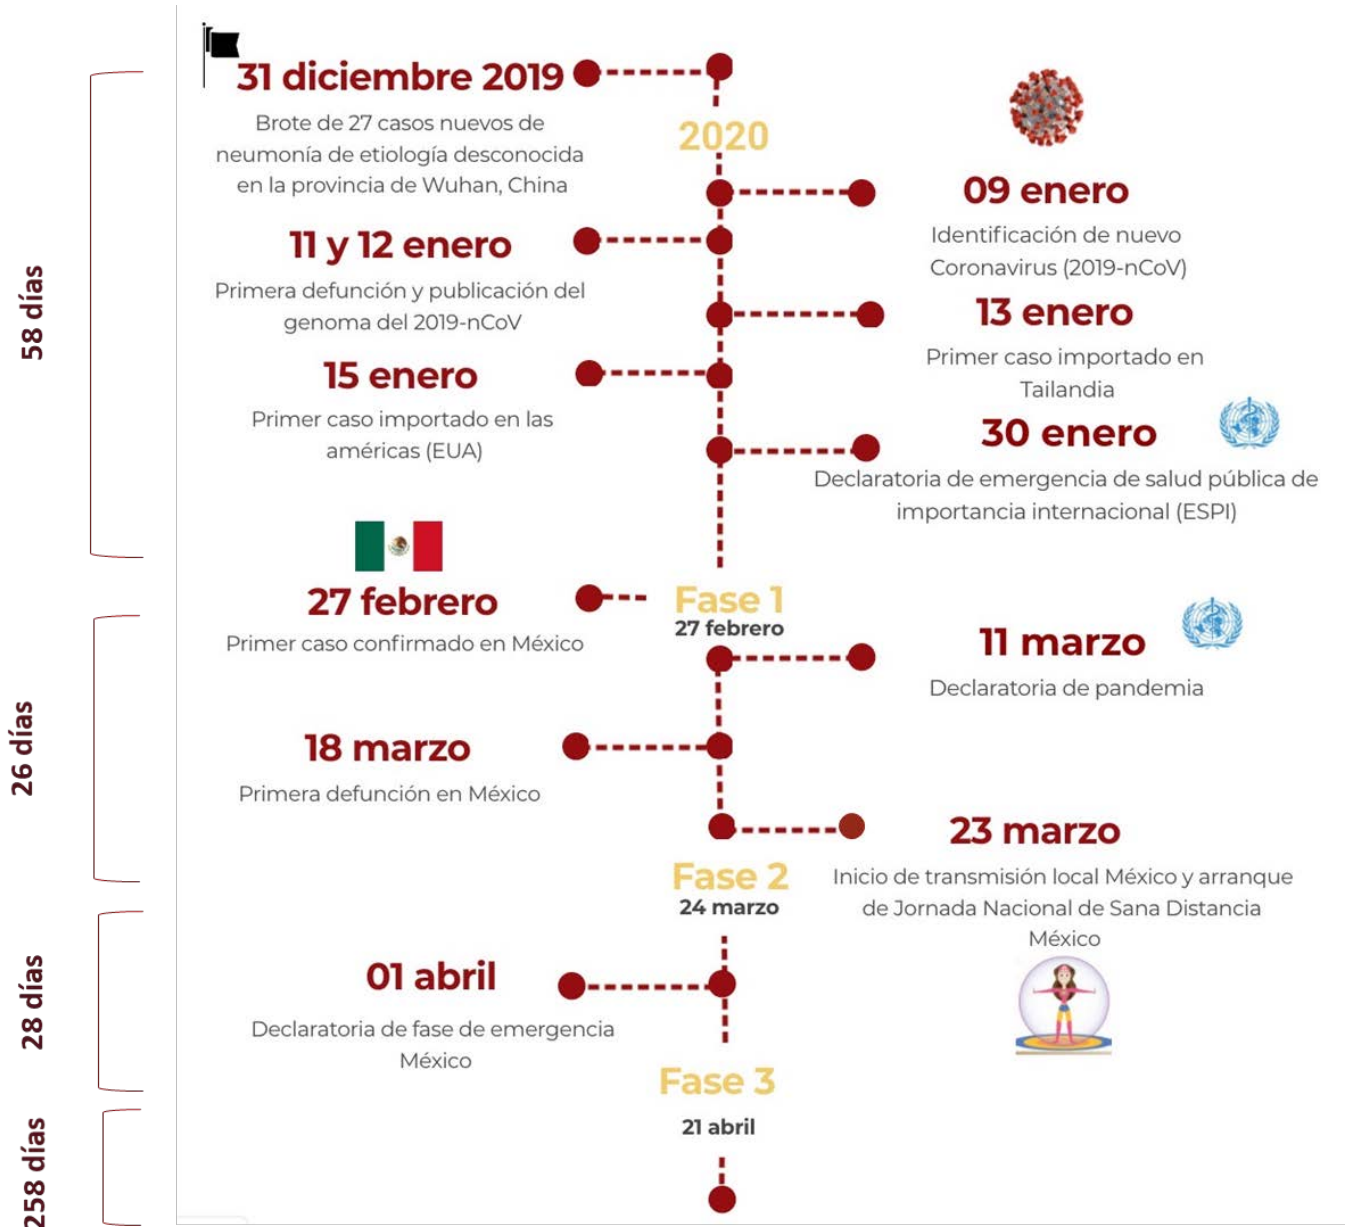 58 días
26 días
28 días
258 días
31 diciembre 2019
Brote de 27 casos nuevos de
neumonía de etiología desconocida
en la provincia de Wuhan, China
2020
09 enero
Identificación de nuevo
Coronavirus (2019-nCoV)
11 y 12 enero
Primera defunción y publicación del
genoma del 2019-nCoV
13 enero
Primer caso importado en
Tailandia
15 enero
Primer caso importado en las
américas (EUA)
30 enero
Declaratoria de emergencia de salud pública de
importancia internacional (ESPI)
27 febrero
Primer caso confirmado en México
Fase 1
27 febrero
11 marzo
Declaratoria de pandemia
18 marzo
Primera defunción en México
23 marzo
Inicio de transmisión local México y arranque
de Jornada Nacional de Sana Distancia
México
Fase 2
24 marzo
01 abril
Declaratoria de fase de emergencia
México
Fase 3
21 abril